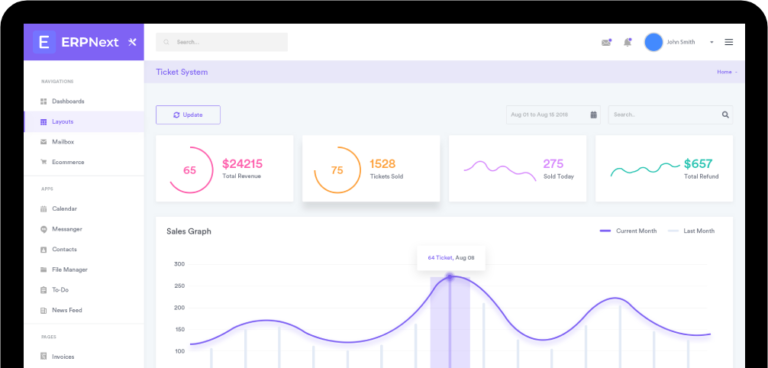 E ERPNext
Search...
John Smith
NAVIGATIONS
Ticket System
Home
Dashboards
Layouts
Mailbox
Ecommerce
Update
Aug 01 to Aug 16 2018
Search..
65
$24215
Total Revenue
75
1528
Tickets Sold
275
Sold Today
$657
Total Refund
APPS
Calendar
Messanger
Contacts
File Manager
To-Do
News Feed
PAGES
Invoices
Sales Graph
Current Month
Last Month
64 Ticket, Aug 08
300
250
200
150
100